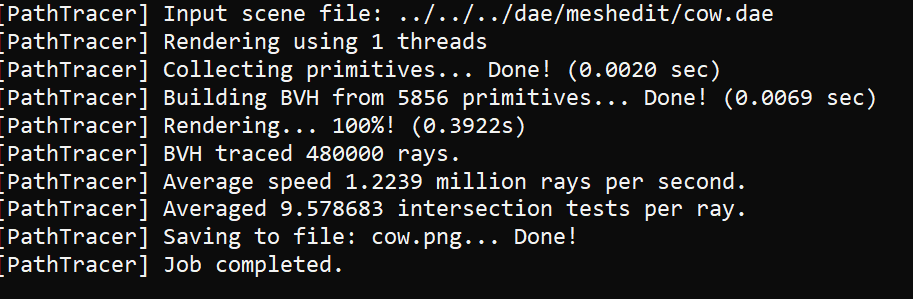 [PathTracer] Input scene file: ../../../dae/meshedit/cow.dae
[PathTracer] Rendering using 1 threads
[PathTracer] Collecting primitives... Done! (0.0020 sec)
[PathTracer] Building BVH from 5856 primitives... Done! (0.0069 sec)
[PathTracer] Rendering... 100%! (0.3922s)
[PathTracer] BVH traced 480000 rays.
[PathTracer] Average speed 1.2239 million rays per second.
[PathTracer] Averaged 9.578683 intersection tests per ray.
[PathTracer] Saving to file: cow.png... Done!
[PathTracer] Job completed.